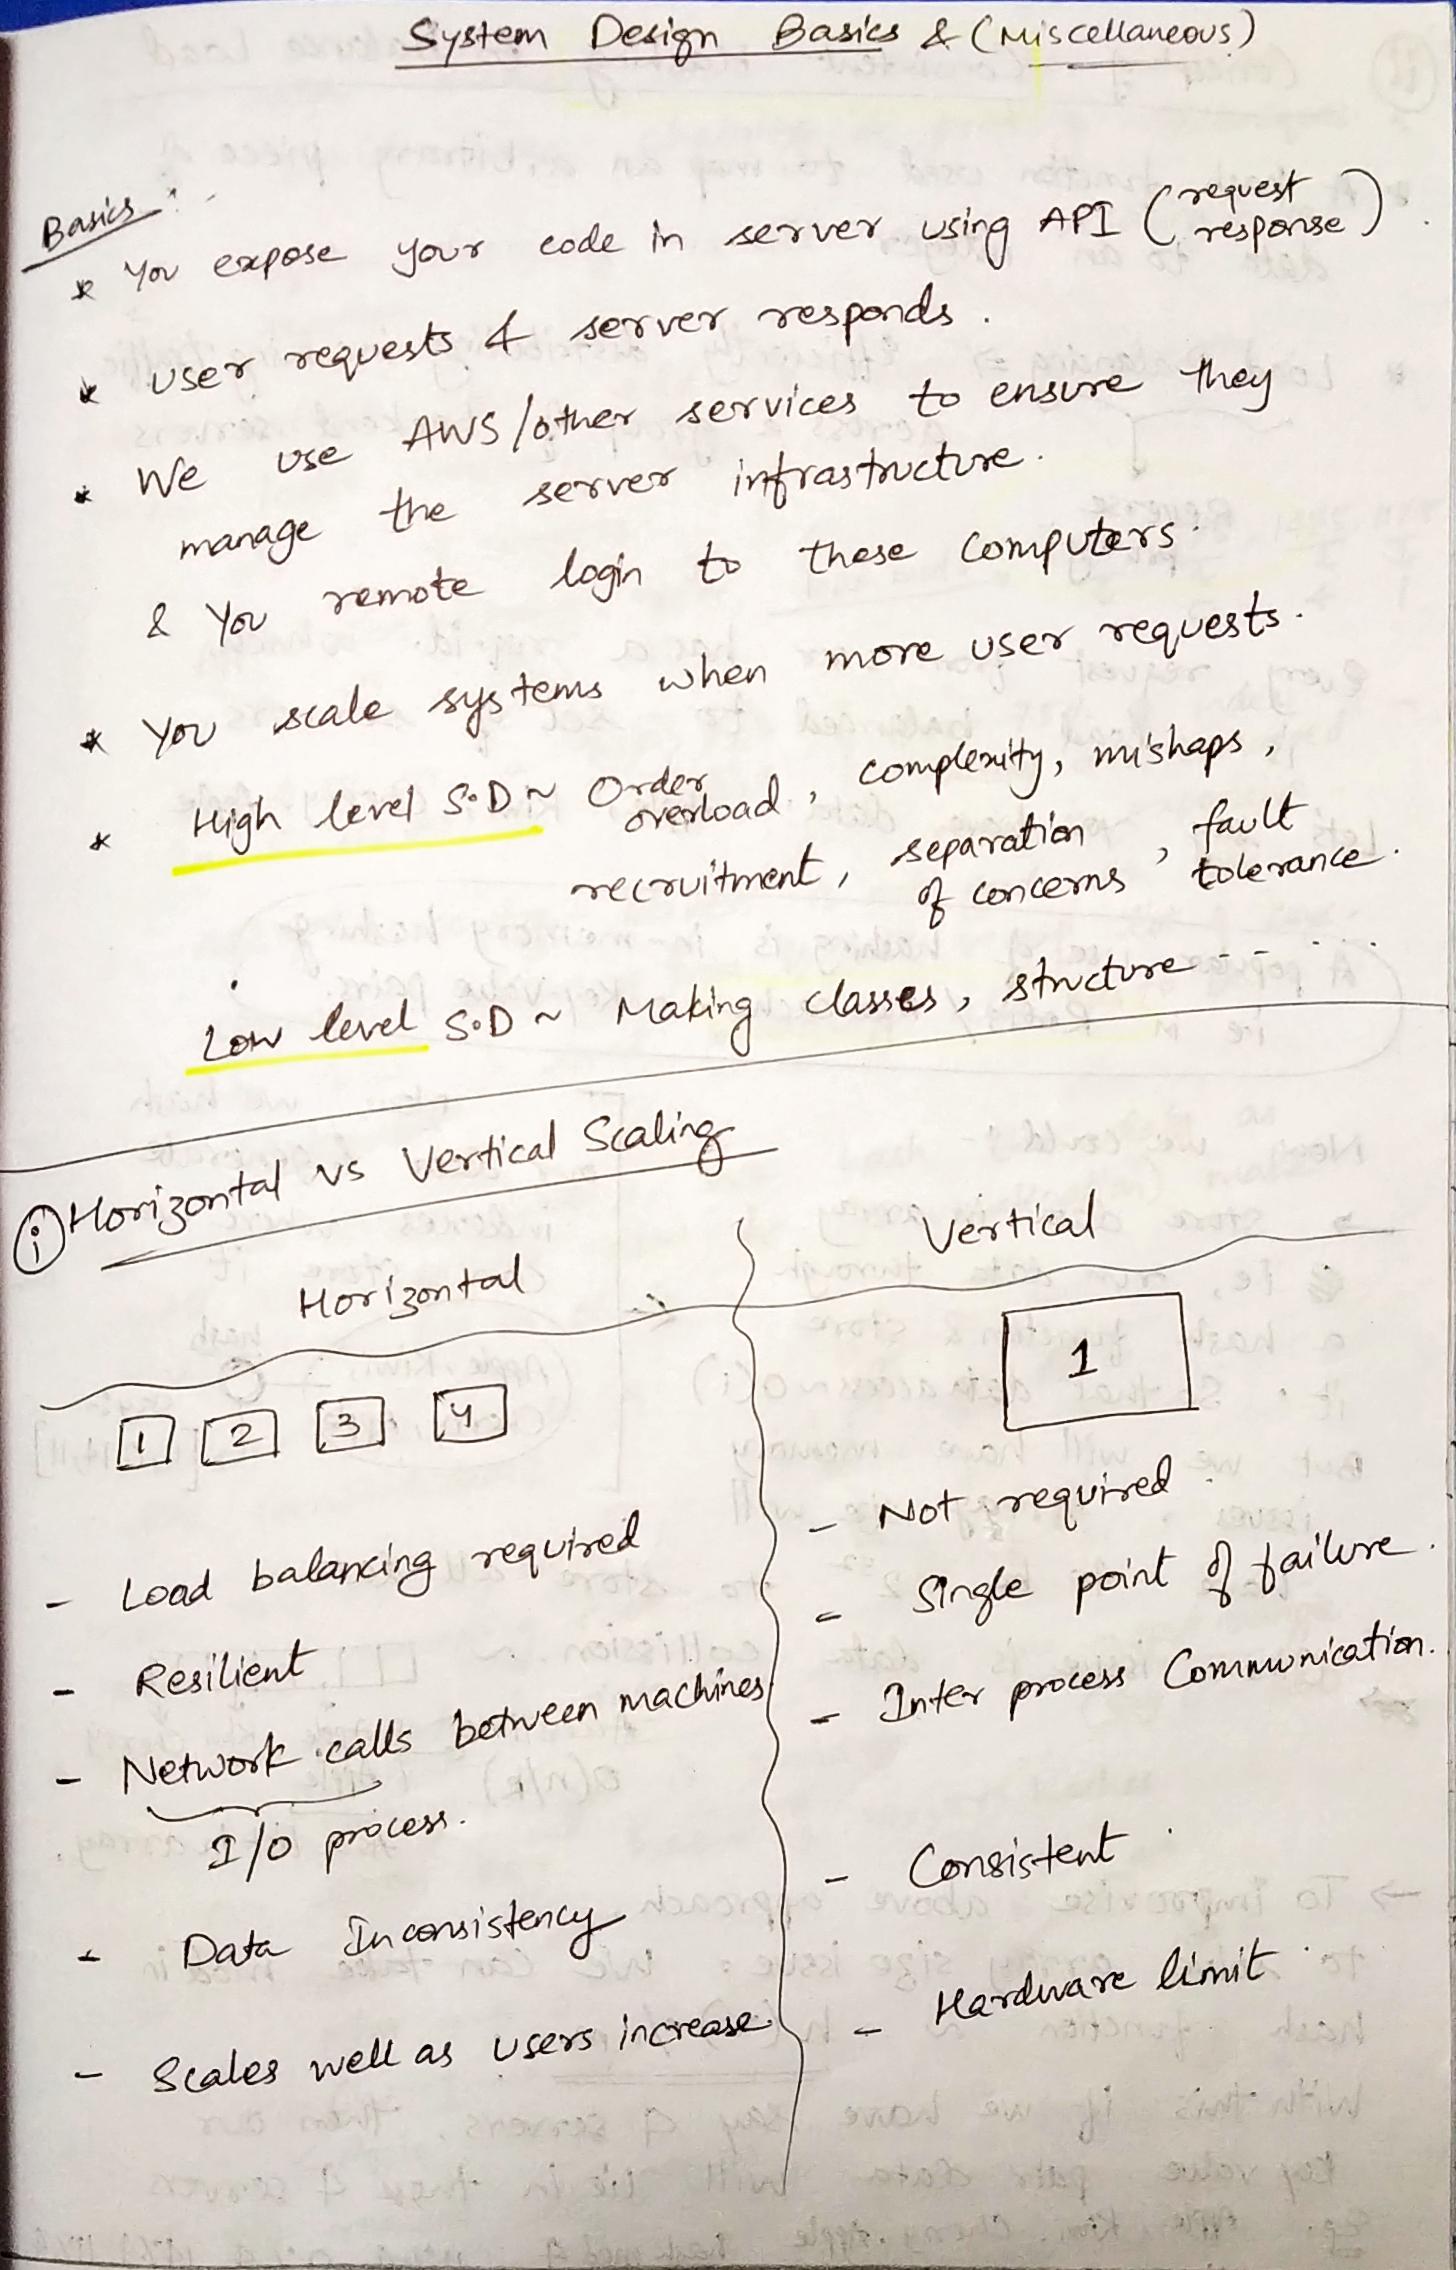 System Design Basics & (Miscellaneous)
Basics :-
* You expose your code in server using API (request response)
* user requests & server responds.
* We use AWS/other services to ensure they
manage the server infrastructure.
& You remote login to these computers.
* You scale systems when more user requests.
* High level S.D ~ Order overload, complexity, mishaps,
recruitment, separation of concerns, fault tolerance.
Low level S.D ~ Making classes, structure - - ...
(i) Horizontal vs Vertical Scaling
Horizontal
1 2 3 4
- Load balancing required
- Resilient
- Network calls between machines
I/O process.
- Data Inconsistency
- Scales well as users increase
Vertical
1
- Not required.
- Single point of failure.
- Inter process Communication.
- Consistent.
- Hardware limit.